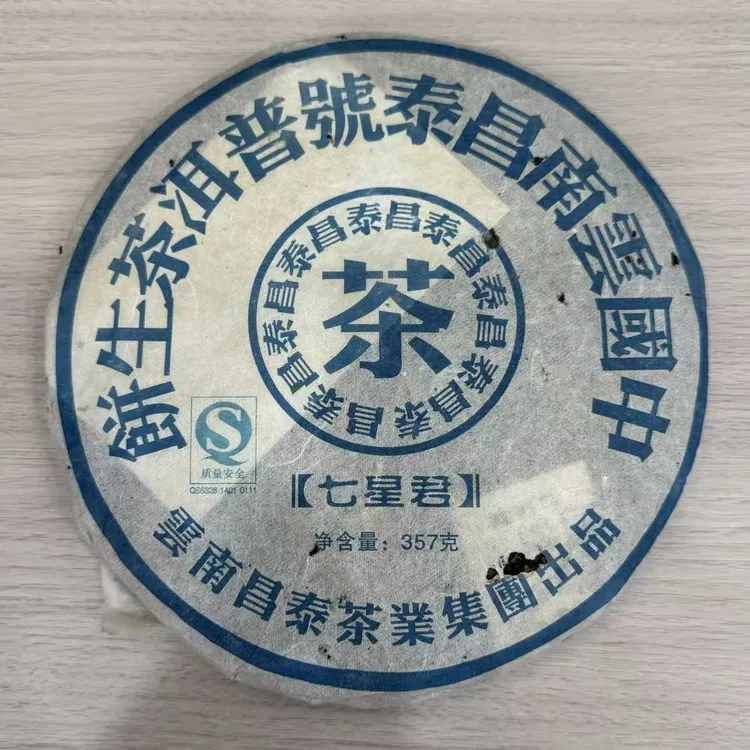 中國雲南昌泰號普洱茶生餅
昌泰昌泰昌泰昌泰昌泰昌泰昌泰昌泰
茶
质量安全
QS5328 1401 0111
【七星君】
净含量：357克
雲南昌泰茶業集團出品